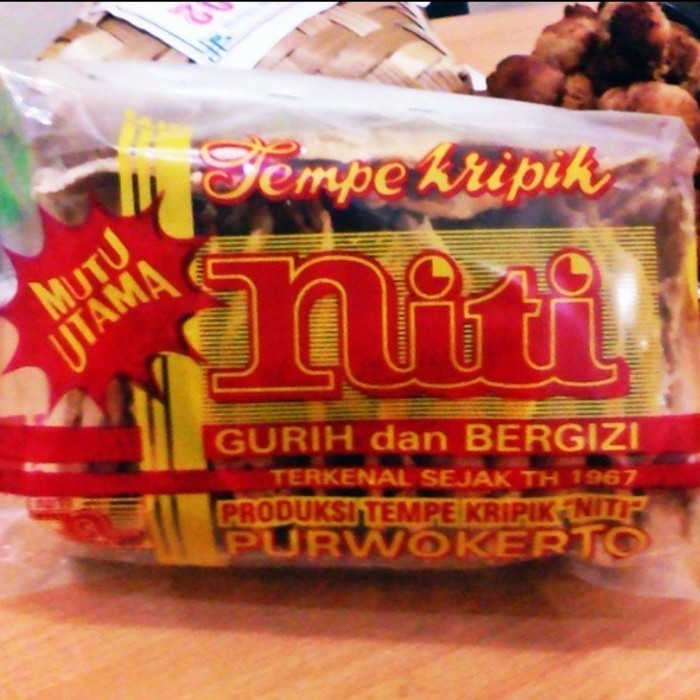 Tempe kripik
MUTU
UTAMA
niti
GURIH dan BERGIZI
TERKENAL SEJAK TH 1967
PRODUKSI TEMPE KRIPIK "NITI"
PURWOKERTO